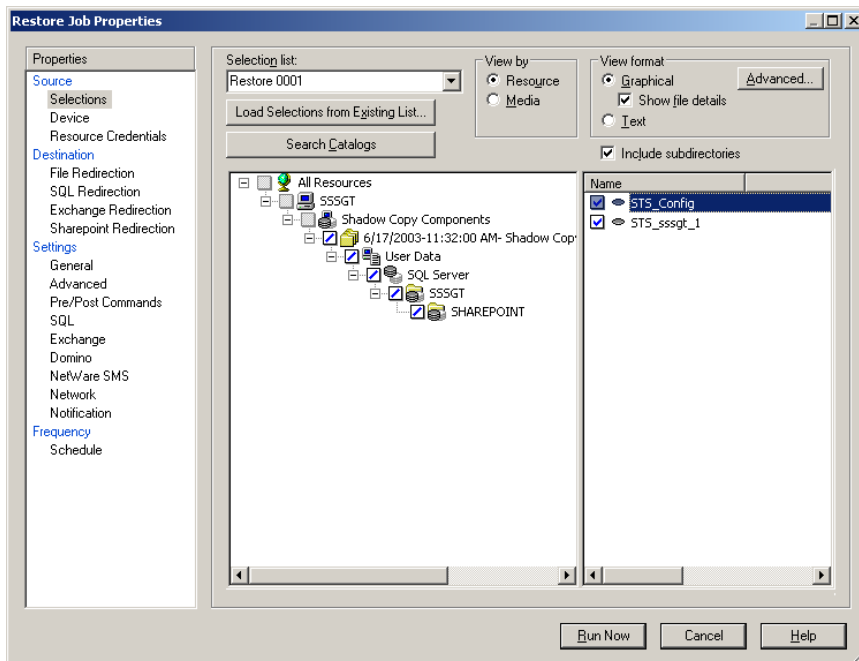 Restore Job Properties
Properties
Source
Selections
Device
Resource Credentials
Destination
File Redirection
SQL Redirection
Exchange Redirection
Sharepoint Redirection
Settings
General
Advanced
Pre/Post Commands
SQL
Exchange
Domino
NetWare SMS
Network
Notification
Frequency
Schedule
Selection list:
Restore 0001
Load Selections from Existing List...
Search Catalogs
View by
Resource
Media
View format
Graphical
Advanced...
Show file details
Text
Include subdirectories
All Resources
SSSGT
Shadow Copy Components
6/17/2003-11:32:00 AM- Shadow Cop
User Data
SQL Server
SSSGT
SHAREPOINT
Name
STS_Config
STS_sssgt_1
Run Now
Cancel
Help